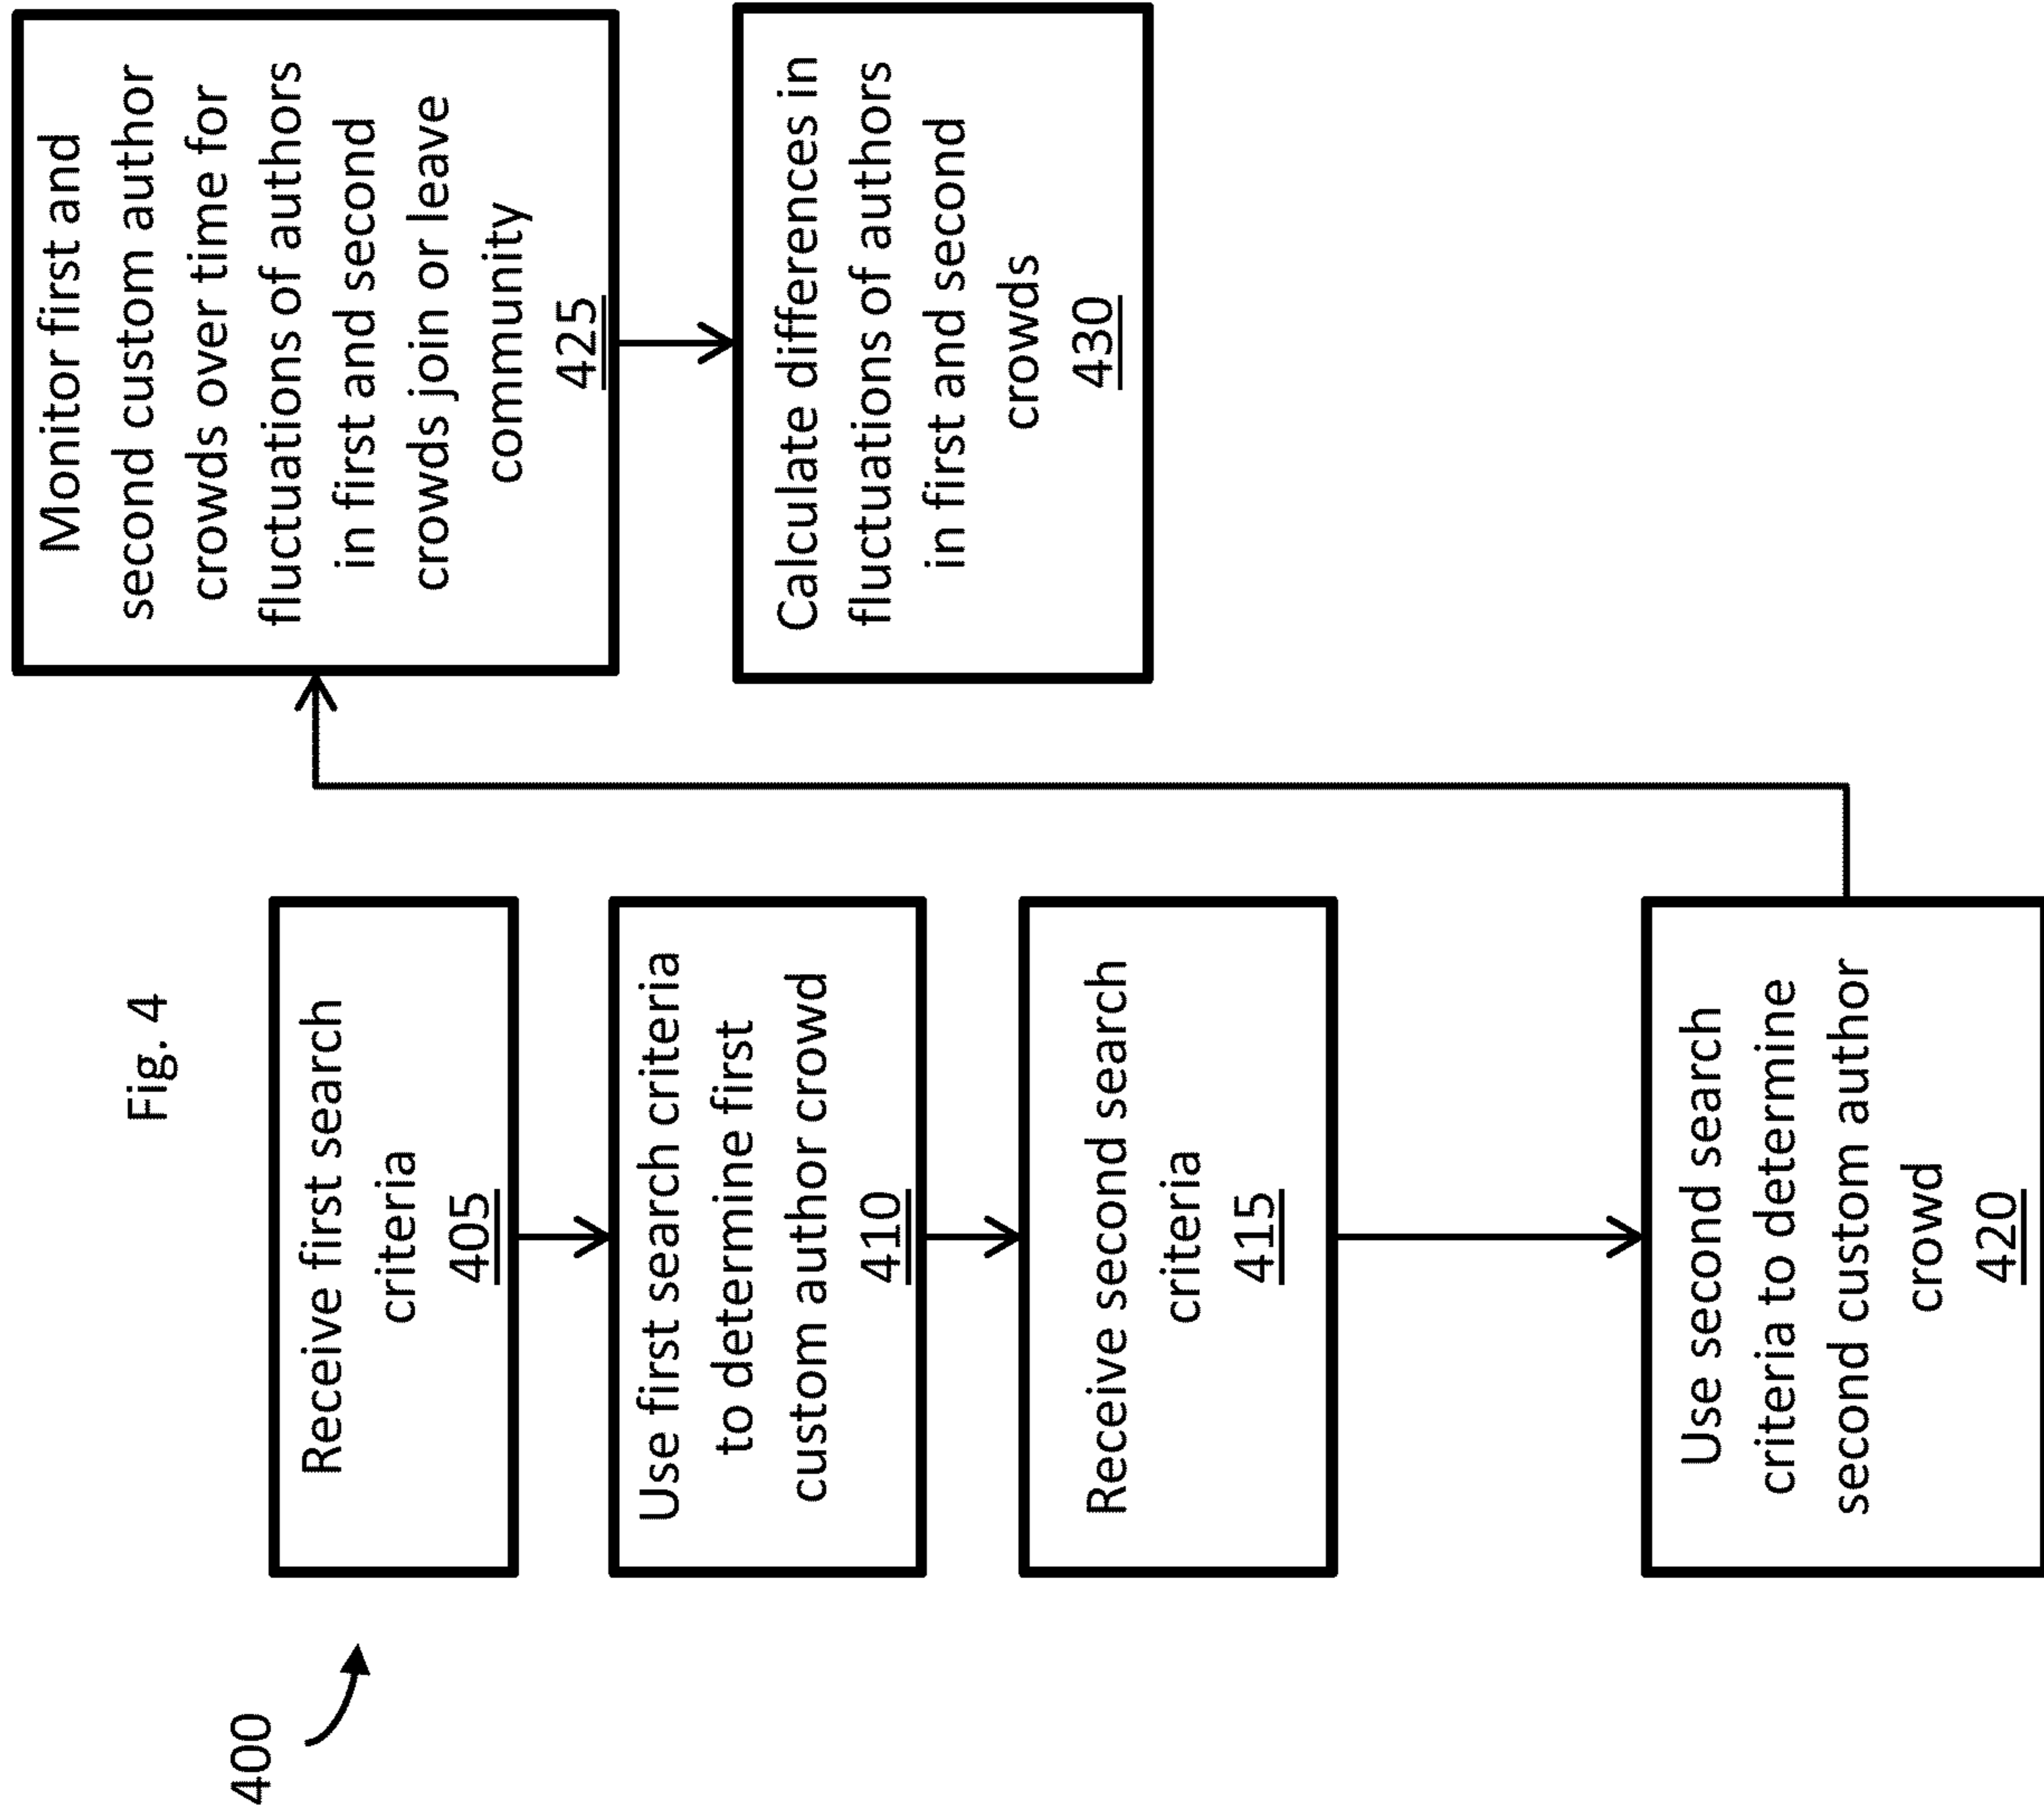 Fig. 4
400
Receive first search
criteria
405
Use first search criteria
to determine first
custom author crowd
410
Receive second search
criteria
415
Use second search
criteria to determine
second custom author
crowd
420
Monitor first and
second custom author
crowds over time for
fluctuations of authors
in first and second
crowds join or leave
community
425
Calculate differences in
fluctuations of authors
in first and second
crowds
430